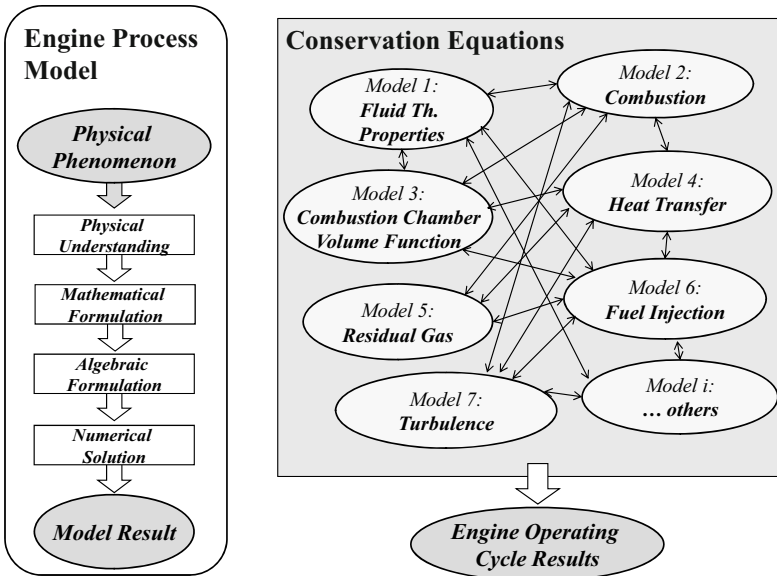 Engine Process
Model
Physical
Phenomenon
Physical
Understanding
Mathematical
Formulation
Algebraic
Formulation
Numerical
Solution
Model Result
Conservation Equations
Model 1:
Fluid Th.
Properties
Model 2:
Combustion
Model 3:
Combustion Chamber
Volume Function
Model 4:
Heat Transfer
Model 5:
Residual Gas
Model 6:
Fuel Injection
Model 7:
Turbulence
Model i:
... others
Engine Operating
Cycle Results